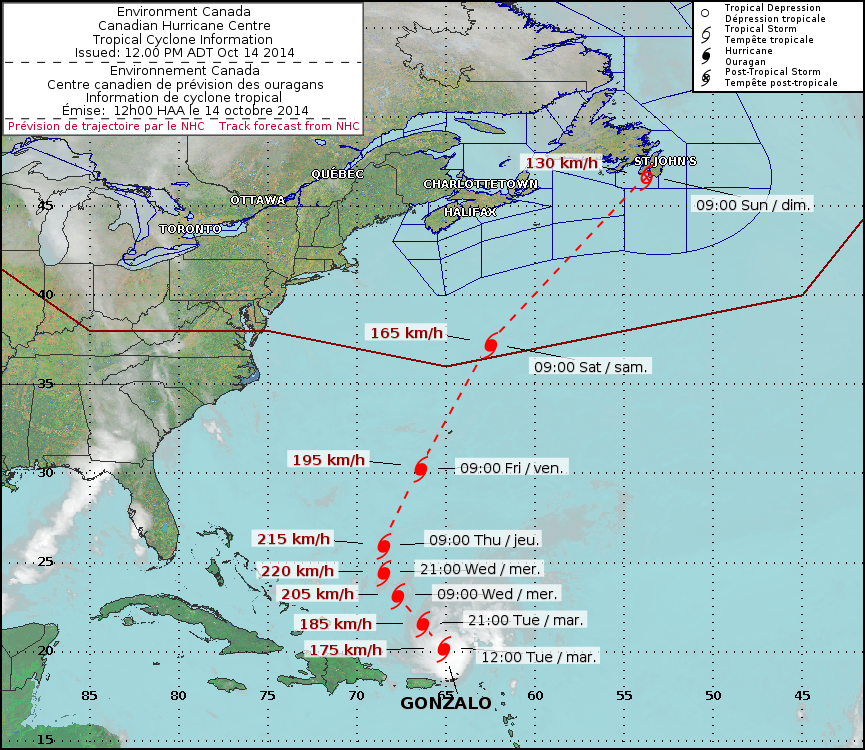 Environment Canada
Canadian Hurricane Centre
Tropical Cyclone Information
Issued: 12.00 PM ADT Oct 14 2014
Environnement Canada
Centre canadien de prévision des ouragans
Information de cyclone tropical
Émise: 12h00 HAA le 14 octobre 2014
Prévision de trajectoire par le NHC Track forecast from NHC
Tropical Depression
Dépression tropicale
Tropical Storm
Tempête tropicale
Hurricane
Ouragan
Post-Tropical Storm
Tempête post-tropicale
130 km/h
ST.JOHN'S
QUÉBEC
CHARLOTTETOWN
OTTAWA
09:00 Sun / dim.
45
HALIFAX
TORONTO
40
165 km/h
09:00 Sat / sam.
35
195 km/h
09:00 Fri / ven.
30
215 km/h
09:00 Thu / jeu.
25
220 km/h
21:00 Wed / mer.
205 km/h
09:00 Wed / mer.
185 km/h
21:00 Tue / mar.
175 km/h
12:00 Tue / mar.
20
85 80 75 70 65 60 55 50 45
GONZALO
15